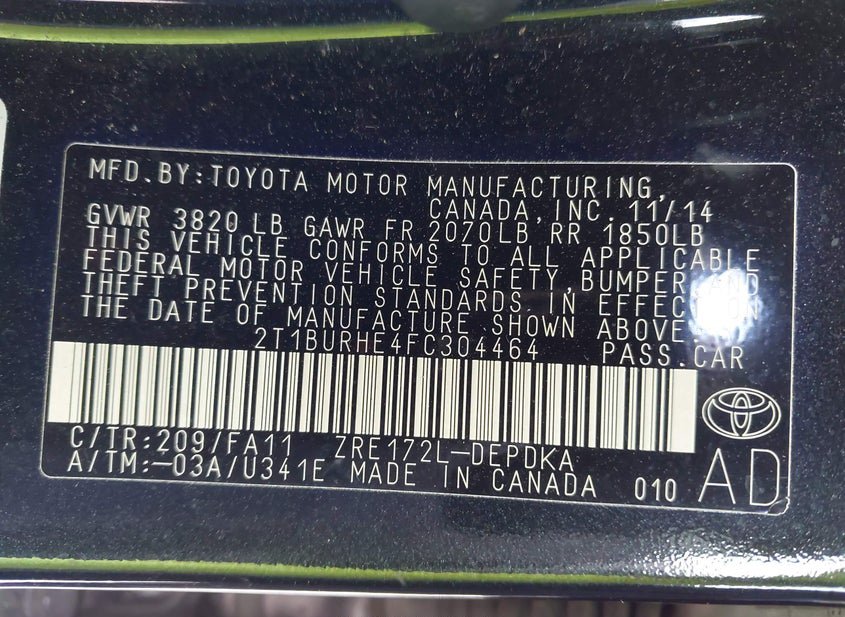 MFD.BY:TOYOTA MOTOR MANUFACTURING,
CANADA,INC. 11/14
GVWR 3820 LB GAWR FR 2070LB RR 1850LB
THIS VEHICLE CONFORMS TO ALL APPLICABLE
FEDERAL MOTOR VEHICLE SAFETY,BUMPER AND
THEFT PREVENTION STANDARDS IN EFFECT ON
THE DATE OF MANUFACTURE SHOWN ABOVE.
2T1BURHE4FC304464 PASS.CAR
C/TR:209/FA11 ZRE172L-DEPDKA
A/TM:-03A/U341E MADE IN CANADA 010 AD